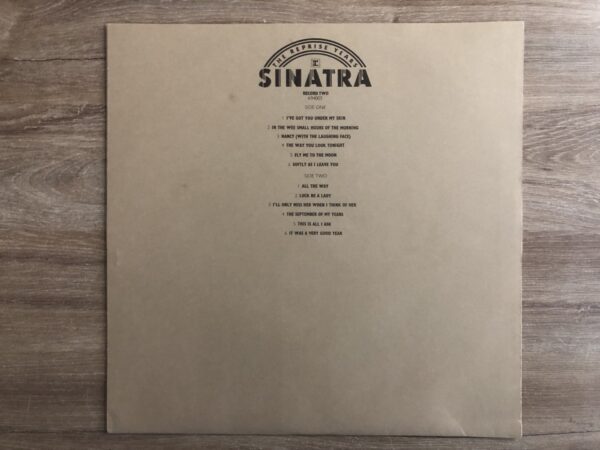 THE REPRISE YEARS
SINATRA
RECORD TWO
SIDE ONE
1 I'VE GOT YOU UNDER MY SKIN
2 IN THE WEE SMALL HOURS OF THE MORNING
3 NANCY (WITH THE LAUGHING FACE)
4 THE WAY YOU LOOK TONIGHT
5 FLY ME TO THE MOON
6 SOFTLY AS I LEAVE YOU
SIDE TWO
1 ALL THE WAY
2 LUCK BE A LADY
3 I'LL ONLY MISS HER WHEN I THINK OF HER
4 THE SEPTEMBER OF MY YEARS
5 THIS IS ALL I ASK
6 IT WAS A VERY GOOD YEAR